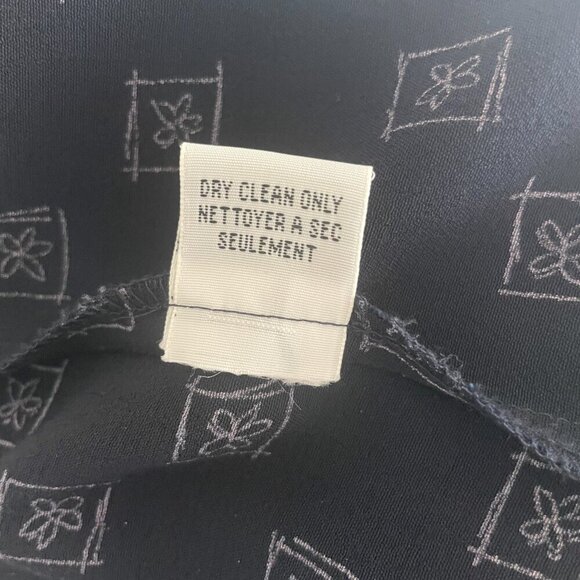 DRY CLEAN ONLY
NETTOYER A SEC
SEULEMENT